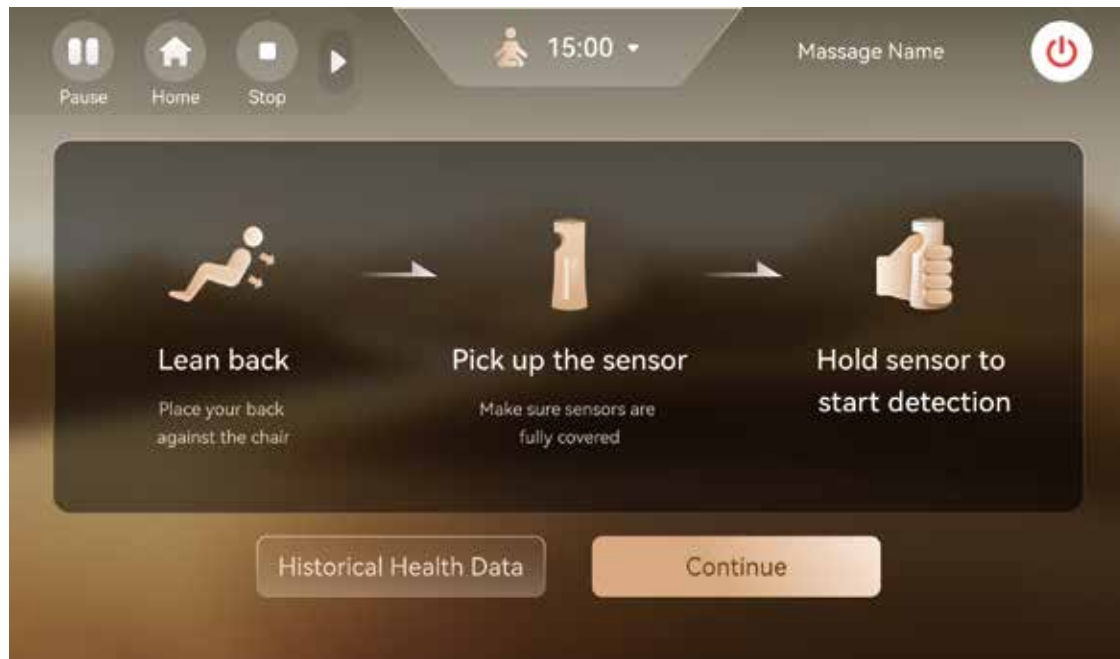 Pause
Home
Stop
15:00
Massage Name
Lean back
Place your back
against the chair
Pick up the sensor
Make sure sensors are
fully covered
Hold sensor to
start detection
Historical Health Data
Continue